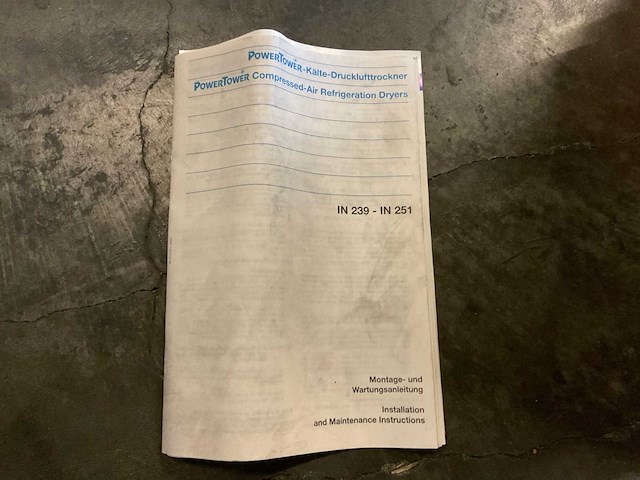 POWERTOWER-Kälte-Drucklufttrockner
POWERTOWER Compressed-Air Refrigeration Dryers
IN 239 - IN 251
Montage- und
Wartungsanleitung
Installation
and Maintenance Instructions